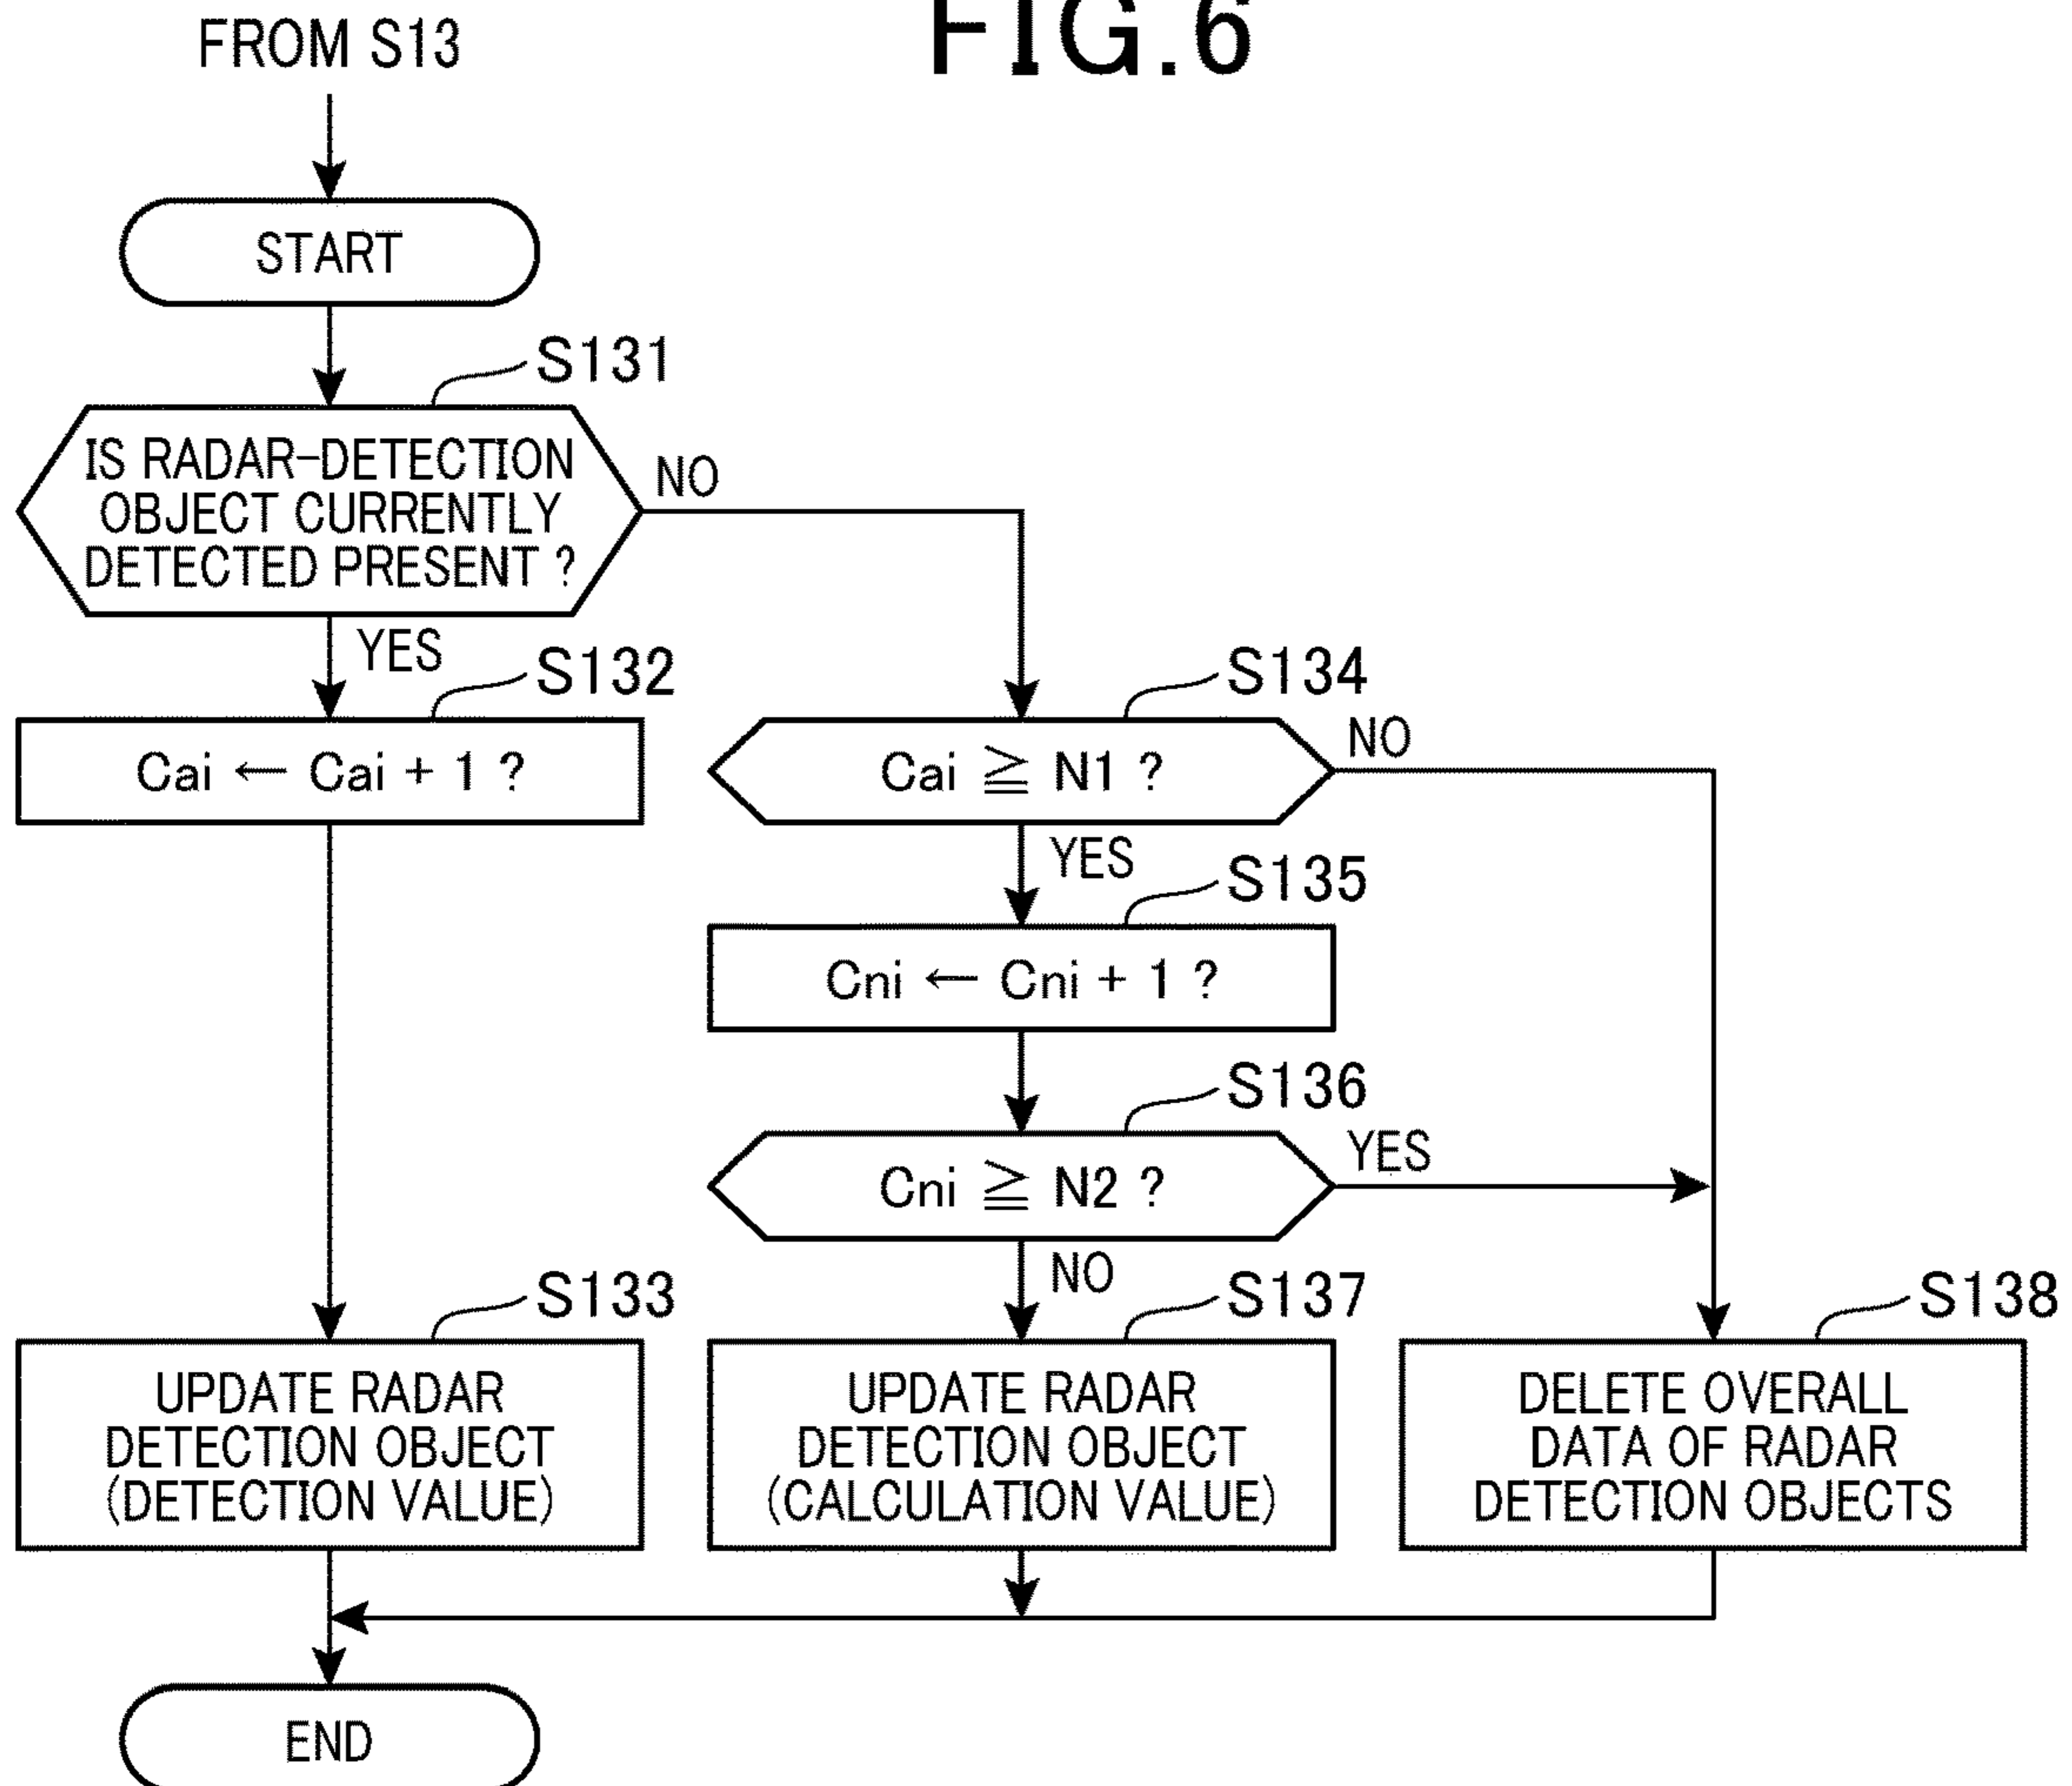 FIG.6
FROM S13
START
S131
IS RADAR-DETECTION
OBJECT CURRENTLY
DETECTED PRESENT ?
NO
YES
S132
Cai ← Cai + 1 ?
S134
Cai ≧ N1 ?
NO
YES
S135
Cni ← Cni + 1 ?
S136
Cni ≧ N2 ?
YES
NO
S133
UPDATE RADAR
DETECTION OBJECT
(DETECTION VALUE)
S137
UPDATE RADAR
DETECTION OBJECT
(CALCULATION VALUE)
S138
DELETE OVERALL
DATA OF RADAR
DETECTION OBJECTS
END